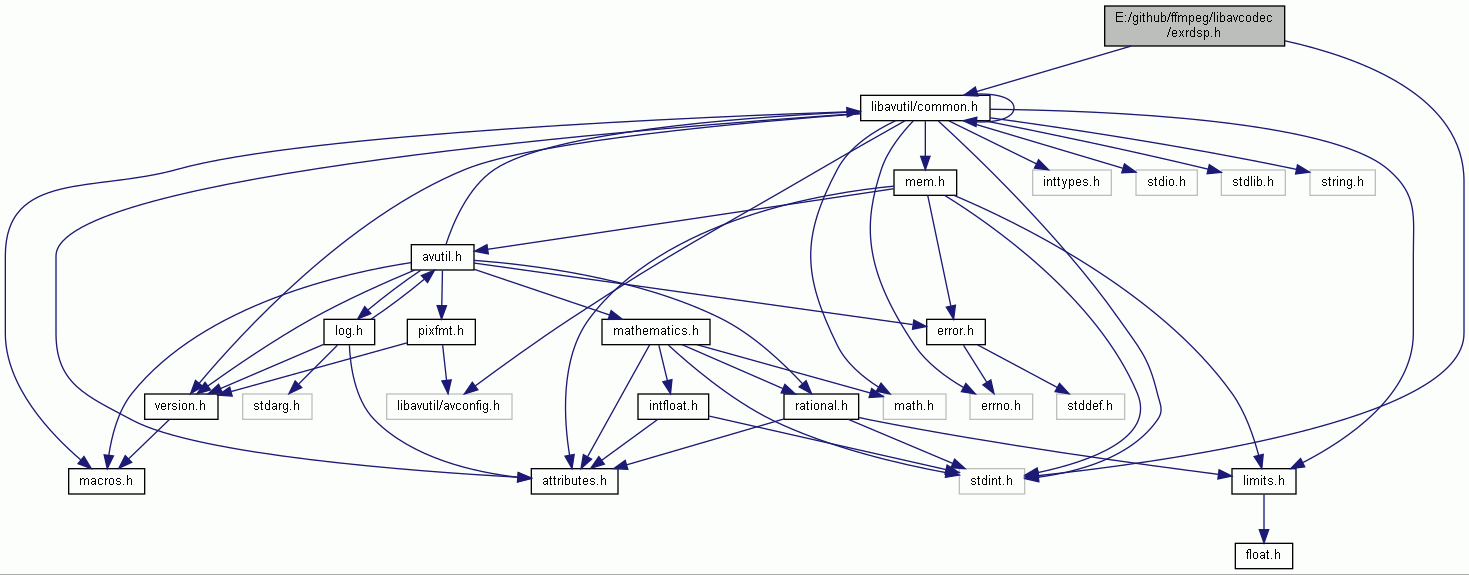 E:/github/ffmpeg/libavcodec
/exrdsp.h
libavutil/common.h
mem.h
inttypes.h
stdio.h
stdlib.h
string.h
avutil.h
log.h
pixfmt.h
mathematics.h
error.h
version.h
stdarg.h
libavutil/avconfig.h
intfloat.h
rational.h
math.h
errno.h
stddef.h
macros.h
attributes.h
stdint.h
limits.h
float.h